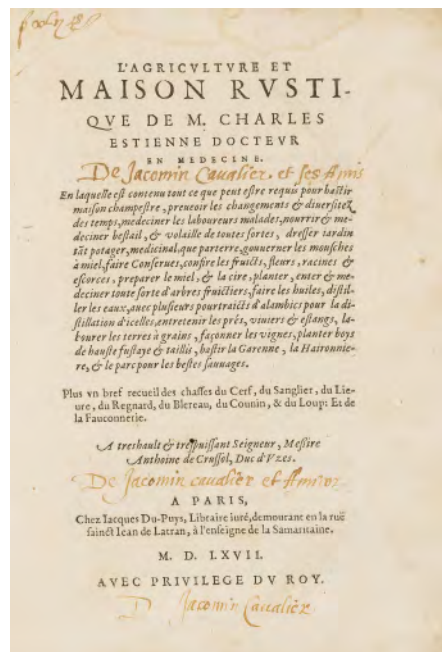 L'AGRICVLTVRE ET
MAISON RVSTI-
QVE DE M. CHARLES
ESTIENNE DOCTEVR
EN MEDECINE.
De Jacomin Cavalier et ses Amis
En laquelle est contenu tout ce que peut estre requis pour bastir
maison champestre, preuoir les changements & diuersitez
des temps, medeciner les laboureurs malades, nourrir & me-
deciner bestail, & volaille de toutes sortes, dresser iardin
tāt potager, medicinal, que parterre, gouuerner les mousches
à miel, faire Conserues, confire les fruicts, fleurs, racines &
escorces, preparer le miel, & la cire, planter, enter & me-
deciner toute sorte d'arbres fruictiers, faire les huiles, distil-
ler les eaux, auec plusieurs pourtraicts d'alambics pour la di-
stillation d'icelles, entretenir les prés, viuiers & estangs, la-
bourer les terres à grains, façonner les vignes, planter boys
de haulte fustaye & taillis, bastir la Garenne, la Haironnie-
re, & le parc pour les bestes sauuages.
Plus vn bref recueil des chasses du Cerf, du Sanglier, du Lie-
ure, du Regnard, du Blereau, du Connin, & du Loup: Et de
la Fauconnerie.
A treshault & trespuissant Seigneur, Messire
Anthoine de Crussol, Duc d'Vzes.
De Jacomin cavalier et
A PARIS,
Chez Iacques Du-Puys, Libraire iuré, demourant en la ruë
sainct Iean de Latran, à l'enseigne de la Samaritaine.
M. D. LXVII.
AVEC PRIVILEGE DV ROY.
D Jacomin Cavalier